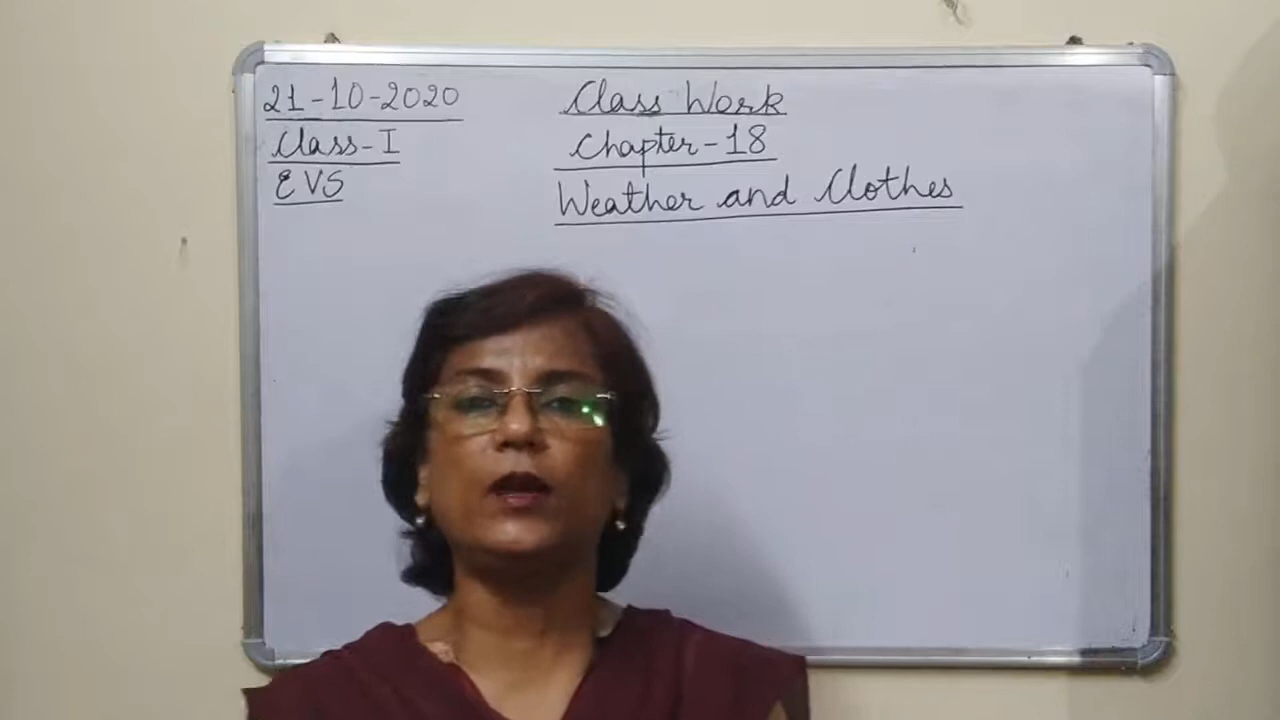 21-10-2020
Class-I
EVS
Class Work
Chapter-18
Weather and Clothes